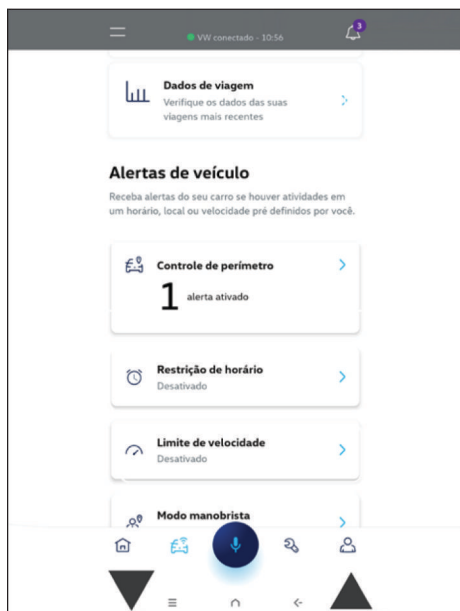 VW conectado - 10:56
3
Dados de viagem
Verifique os dados das suas
viagens mais recentes
Alertas de veículo
Receba alertas do seu carro se houver atividades em
um horário, local ou velocidade pré definidos por você.
Controle de perímetro
1 alerta ativado
Restrição de horário
Desativado
Limite de velocidade
Desativado
Modo manobrista